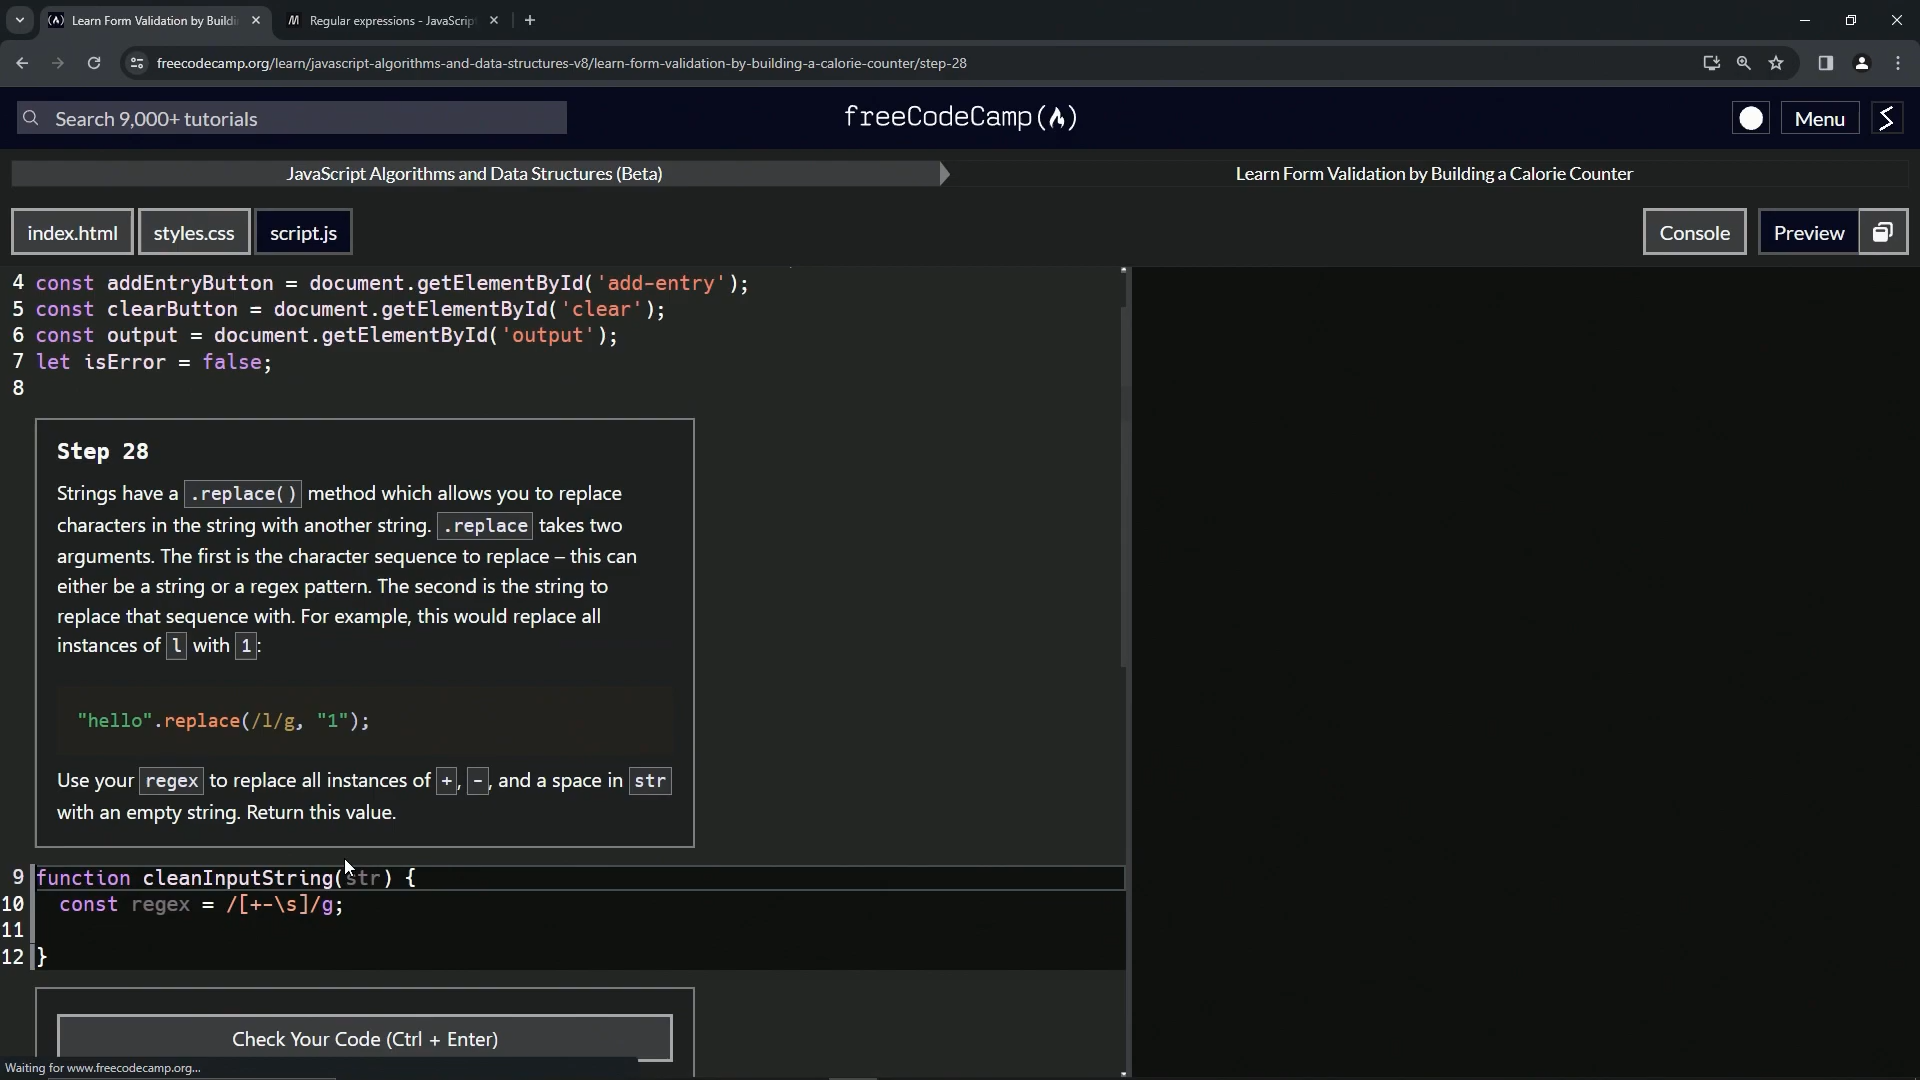 Learn Form Validation by Buildi
Regular expressions - JavaScrip
freecodecamp.org/learn/javascript-algorithms-and-data-structures-v8/learn-form-validation-by-building-a-calorie-counter/step-28
Search 9,000+ tutorials
freeCodeCamp(🔥)
Menu
JavaScript Algorithms and Data Structures (Beta)
Learn Form Validation by Building a Calorie Counter
index.html
styles.css
script.js
Console
Preview
4 const addEntryButton = document.getElementById('add-entry');
5 const clearButton = document.getElementById('clear');
6 const output = document.getElementById('output');
7 let isError = false;
8
Step 28
Strings have a .replace() method which allows you to replace
characters in the string with another string. .replace takes two
arguments. The first is the character sequence to replace – this can
either be a string or a regex pattern. The second is the string to
replace that sequence with. For example, this would replace all
instances of l with 1:
"hello".replace(/l/g, "1");
Use your regex to replace all instances of +, -, and a space in str
with an empty string. Return this value.
9 function cleanInputString(str) {
10 const regex = /[+-\s]/g;
11
12 }
Check Your Code (Ctrl + Enter)
Waiting for www.freecodecamp.org...